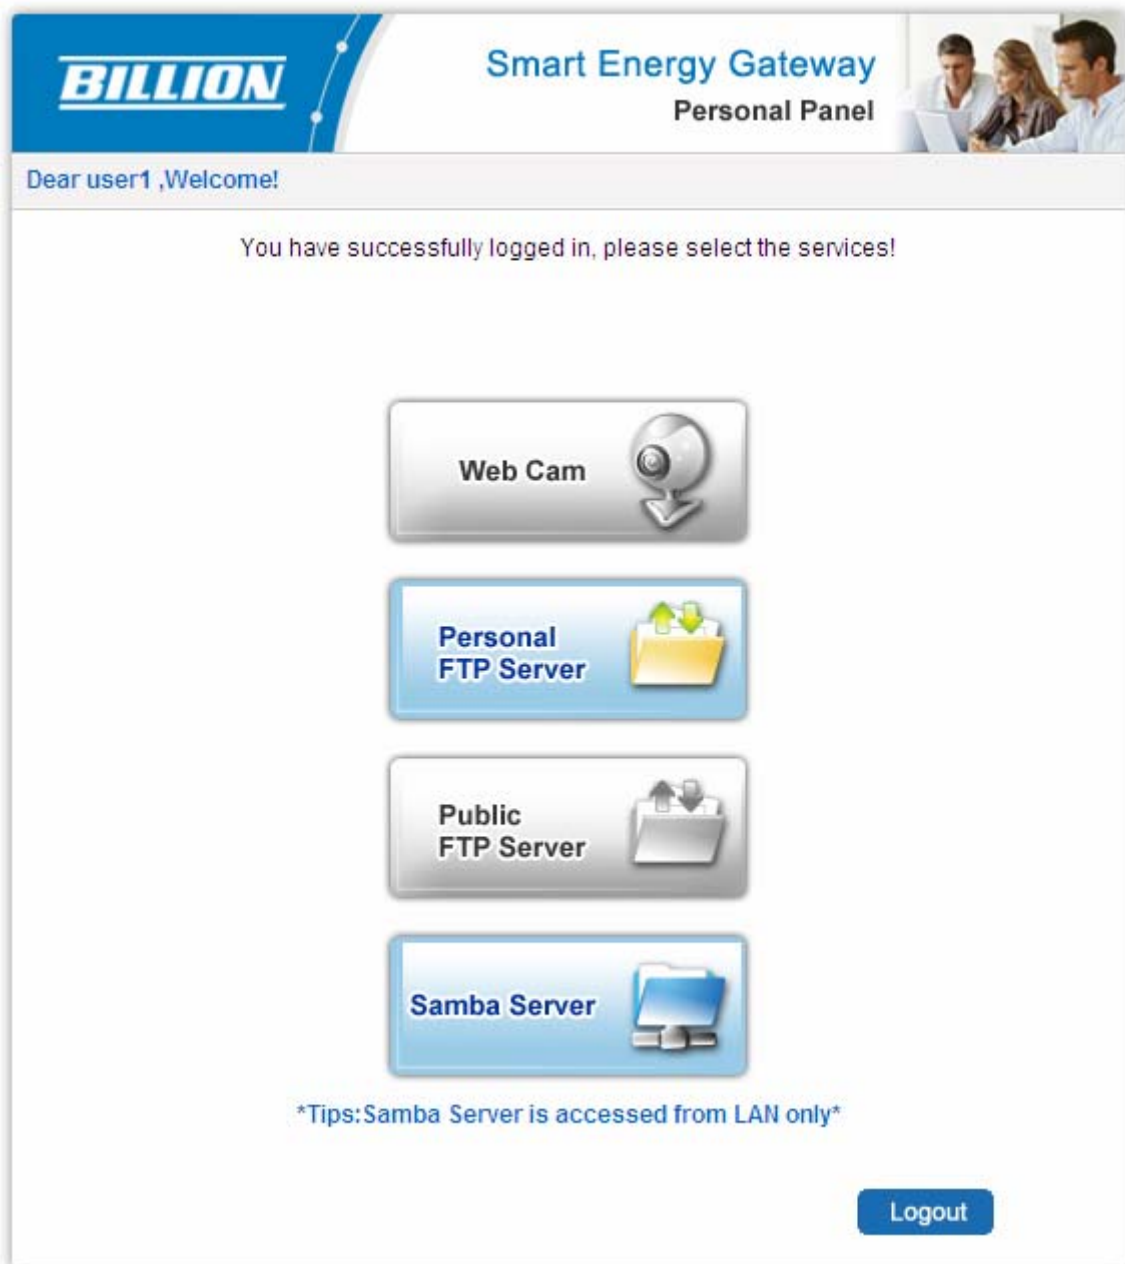 BILLION
Smart Energy Gateway
Personal Panel
Dear user1 ,Welcome!
You have successfully logged in, please select the services!
Web Cam
Personal
FTP Server
Public
FTP Server
Samba Server
*Tips:Samba Server is accessed from LAN only*
Logout